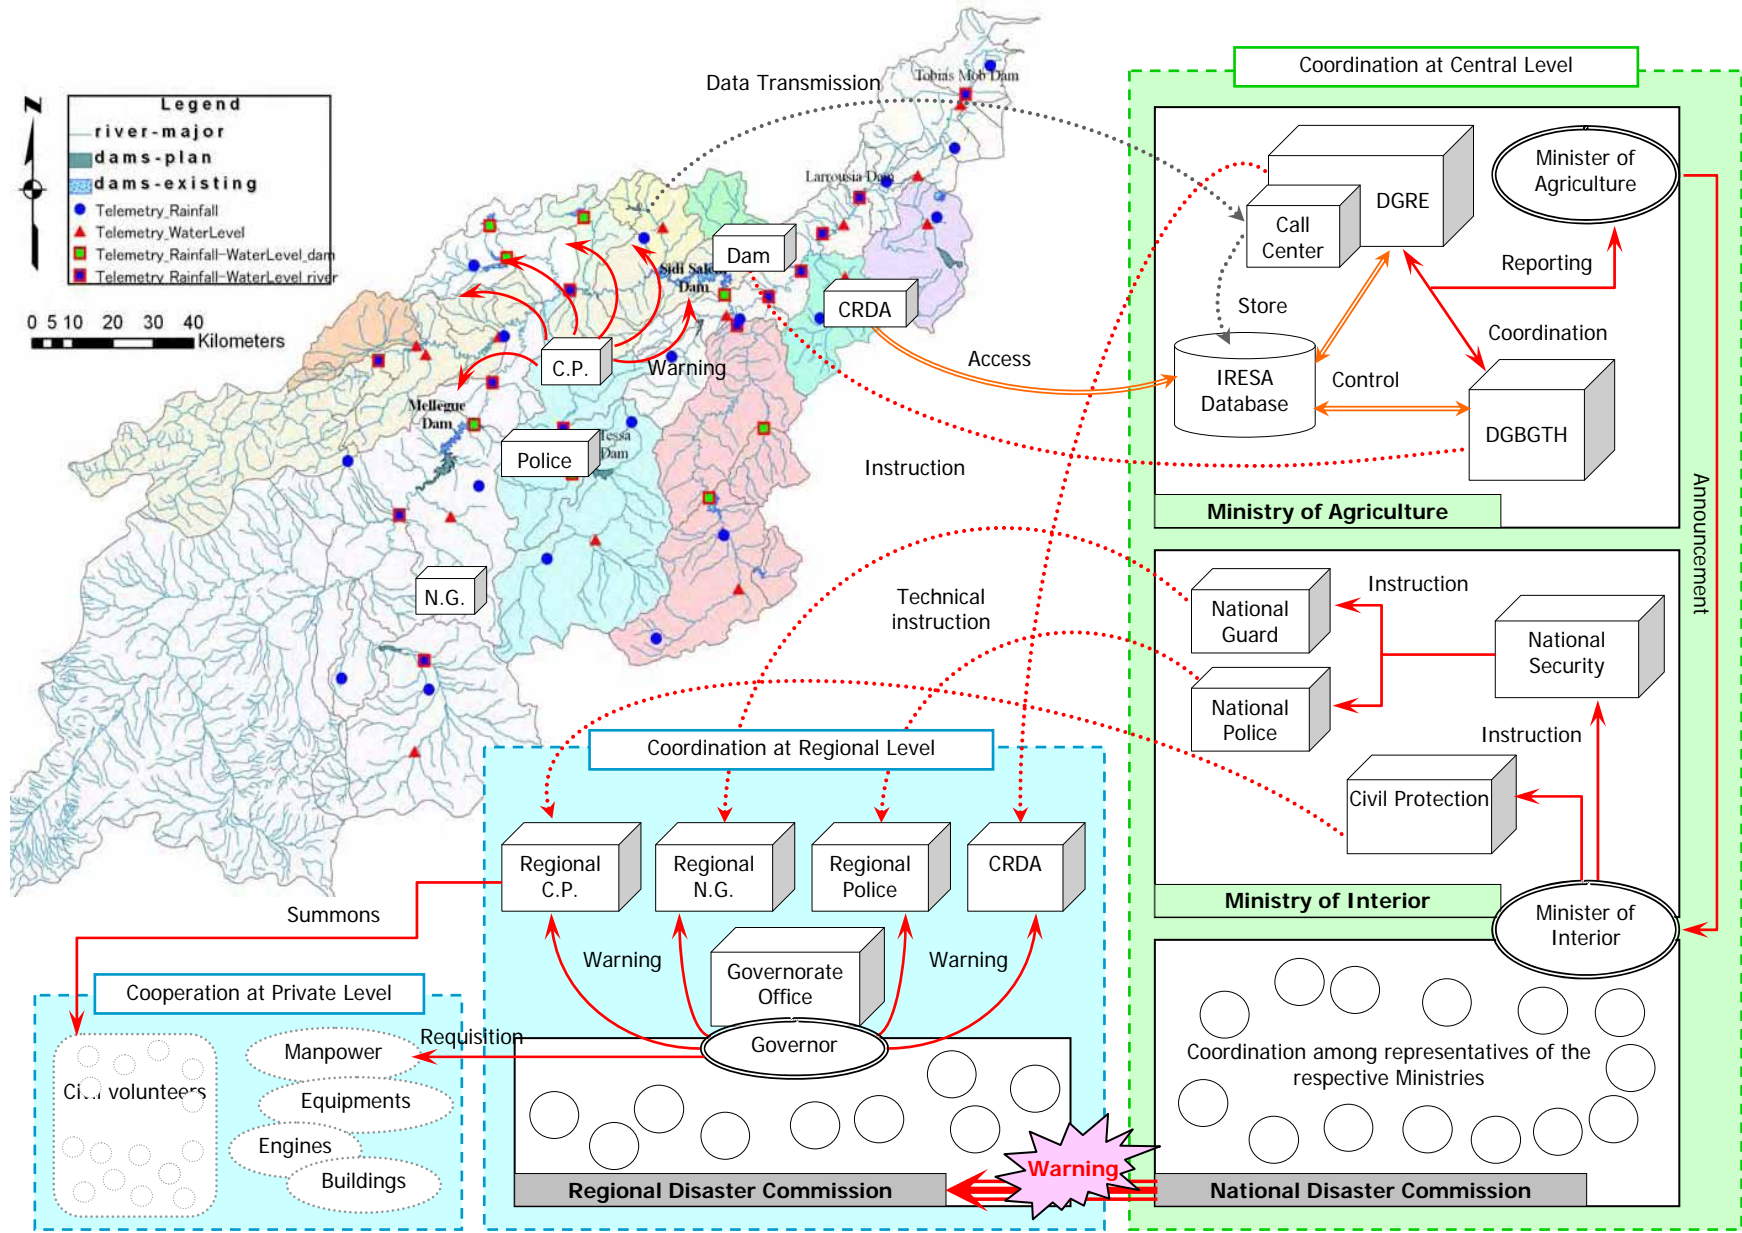 Coordination at Central Level
Data Transmission
Tobias Mob Dam
Legend
river-major
dams-plan
dams-existing
Telemetry_Rainfall
Telemetry_WaterLevel
Telemetry_Rainfall-WaterLevel_dam
Telemetry_Rainfall-WaterLevel_river
N
0 5 10 20 30 40
Kilometers
Larrousia Dam
Minister of
Agriculture
DGRE
Call
Center
Reporting
Dam
Sidi Salem
Dam
CRDA
Store
Coordination
Access
IRESA
Database
Control
DGBGTH
C.P.
Warning
Mellegue
Dam
Police
Tessa
Dam
Instruction
Ministry of Agriculture
Announcement
N.G.
Technical
instruction
National
Guard
Instruction
National
Security
National
Police
Instruction
Civil Protection
Ministry of Interior
Minister of
Interior
Coordination at Regional Level
Regional
C.P.
Regional
N.G.
Regional
Police
CRDA
Summons
Warning
Warning
Governorate
Office
Governor
Cooperation at Private Level
Requisition
Manpower
Civil volunteers
Equipments
Engines
Buildings
Coordination among representatives of the
respective Ministries
Warning
Regional Disaster Commission
National Disaster Commission